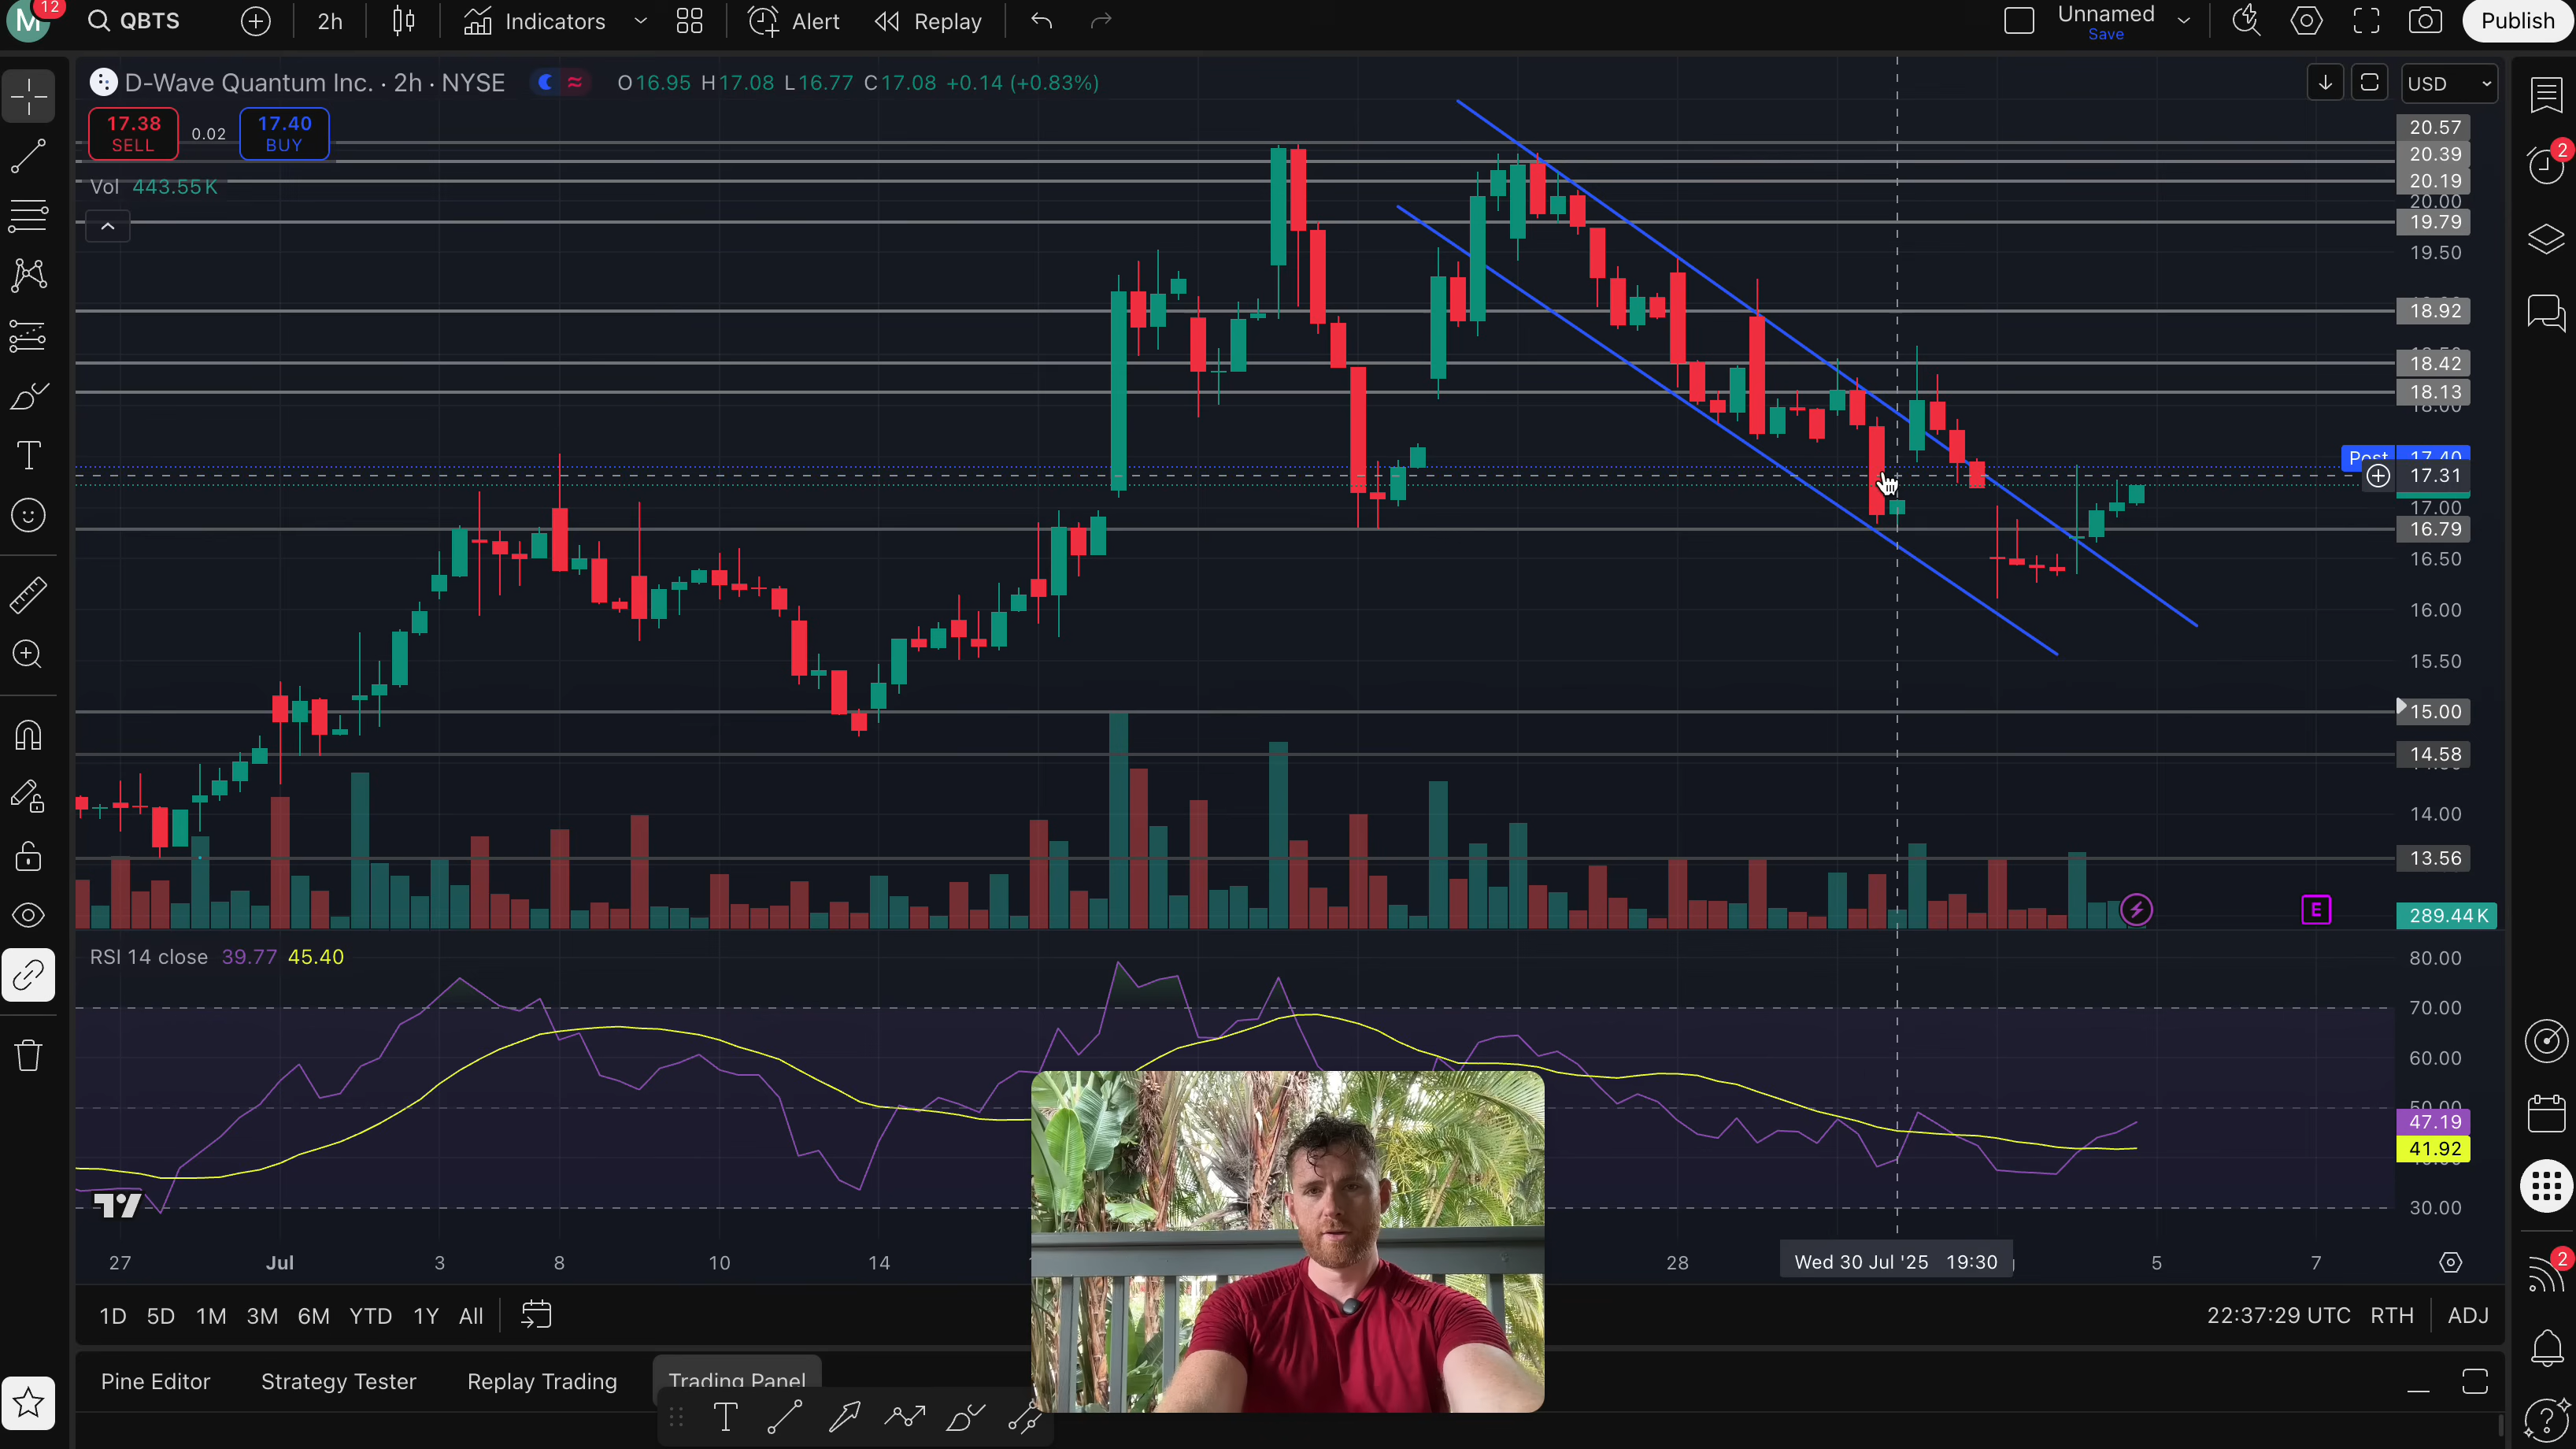 M 12 QBTS 2h Indicators Alert Replay Unnamed Save Publish
D-Wave Quantum Inc. · 2h · NYSE O16.95 H17.08 L16.77 C17.08 +0.14 (+0.83%) USD
17.38 SELL 0.02 17.40 BUY
Vol 443.55K
20.57
20.39
20.19
20.00
19.79
19.50
18.92
18.42
18.13
18.00
Post 17.40
17.31
17.00
16.79
16.50
16.00
15.50
15.00
14.58
14.00
13.56
E
289.44K
RSI 14 close 39.77 45.40
80.00
70.00
60.00
50.00
47.19
41.92
30.00
27 Jul 3 8 10 14 28 Wed 30 Jul '25 19:30 5 7
1D 5D 1M 3M 6M YTD 1Y All 22:37:29 UTC RTH ADJ
Pine Editor Strategy Tester Replay Trading Trading Panel
2
2